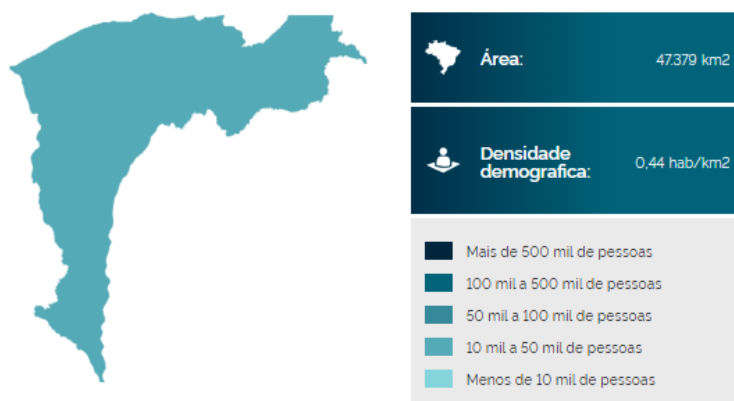 Área:
47.379 km2
Densidade
demografica:
0,44 hab/km2
Mais de 500 mil de pessoas
100 mil a 500 mil de pessoas
50 mil a 100 mil de pessoas
10 mil a 50 mil de pessoas
Menos de 10 mil de pessoas